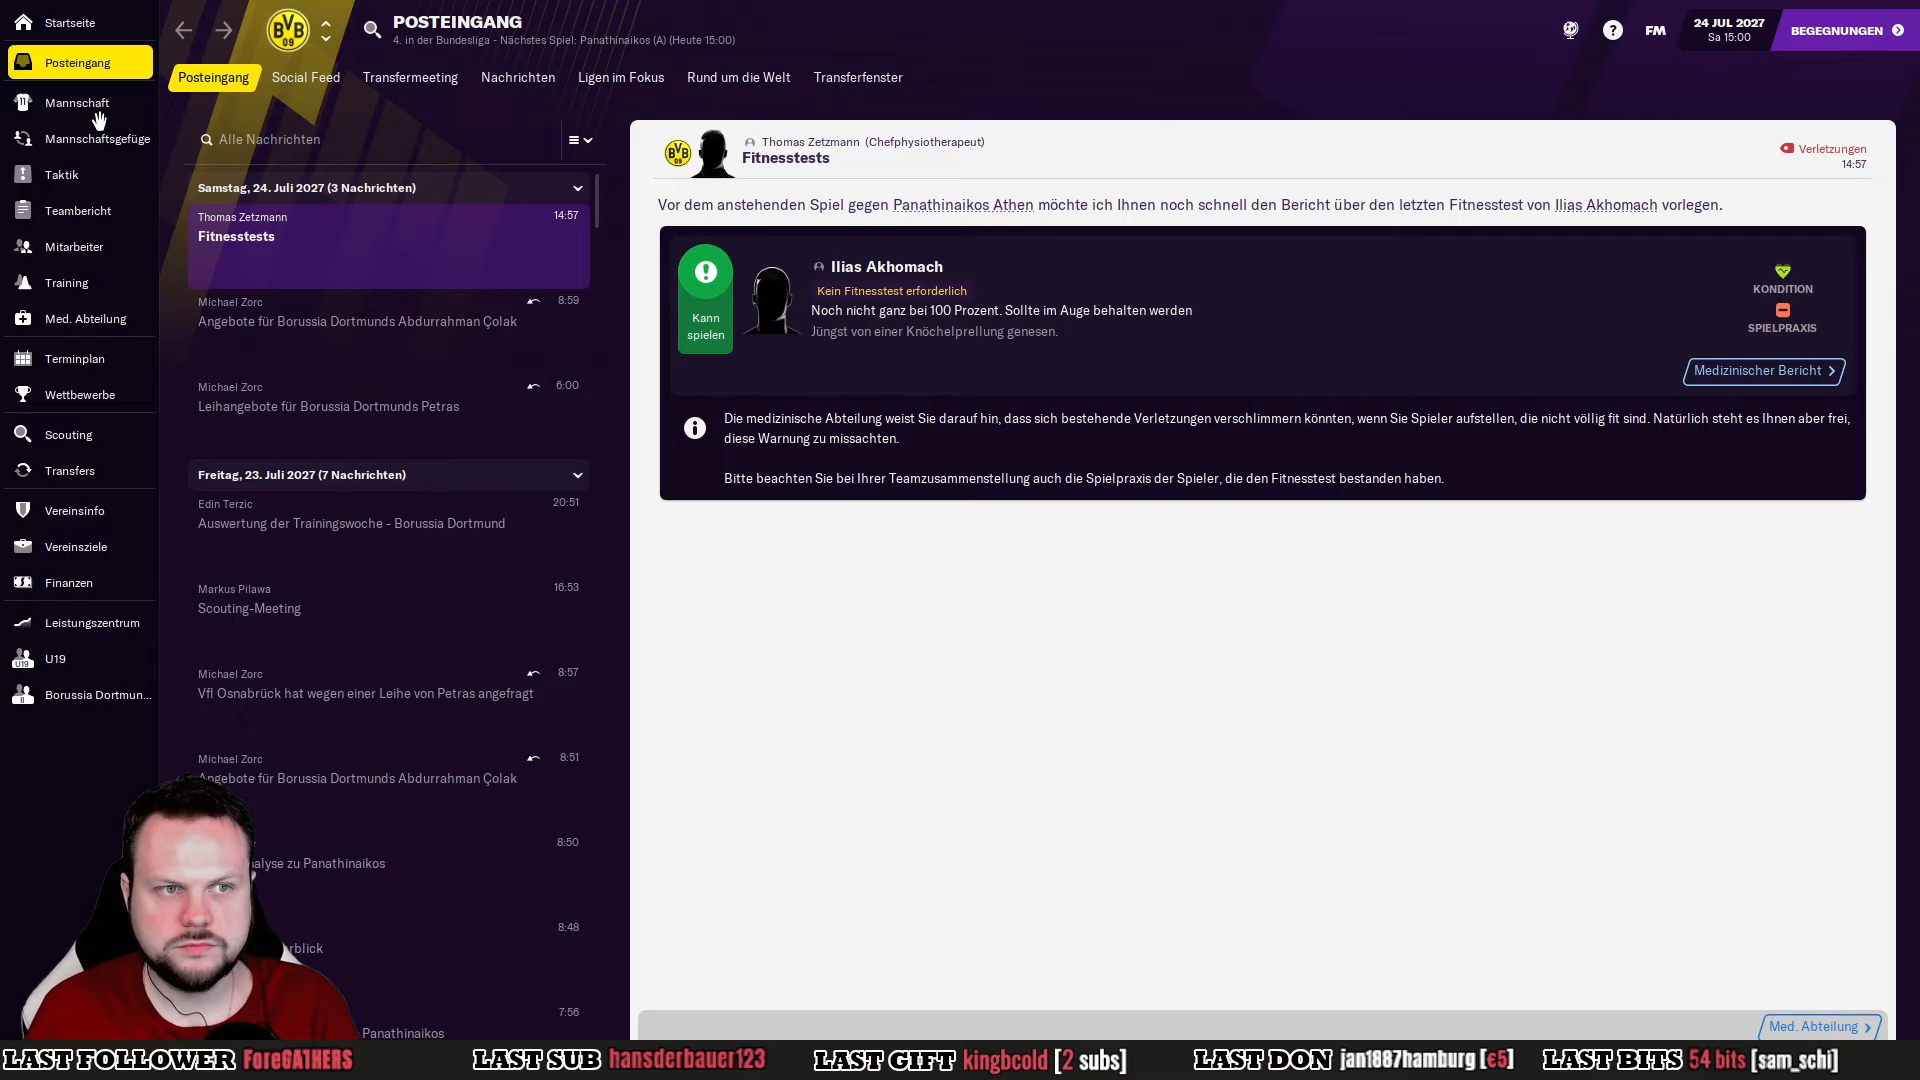 Startseite
Posteingang
Mannschaft
Mannschaftsgefüge
Taktik
Teambericht
Mitarbeiter
Training
Med. Abteilung
Terminplan
Wettbewerbe
Scouting
Transfers
Vereinsinfo
Vereinsziele
Finanzen
Leistungszentrum
U19
Borussia Dortmun...
POSTEINGANG
4. in der Bundesliga - Nächstes Spiel: Panathinaikos (A) (Heute 15:00)
FM
24 JUL 2027
Sa 15:00
BEGEGNUNGEN
Posteingang
Social Feed
Transfermeeting
Nachrichten
Ligen im Fokus
Rund um die Welt
Transferfenster
Alle Nachrichten
Samstag, 24. Juli 2027 (3 Nachrichten)
Thomas Zetzmann 14:57
Fitnesstests
Michael Zorc 8:59
Angebote für Borussia Dortmunds Abdurrahman Çolak
Michael Zorc 6:00
Leihangebote für Borussia Dortmunds Petras
Freitag, 23. Juli 2027 (7 Nachrichten)
Edin Terzic 20:51
Auswertung der Trainingswoche - Borussia Dortmund
Markus Pilawa 16:53
Scouting-Meeting
Michael Zorc 8:57
Vfl Osnabrück hat wegen einer Leihe von Petras angefragt
Michael Zorc 8:51
Angebote für Borussia Dortmunds Abdurrahman Çolak
8:50
alyse zu Panathinaikos
8:48
rblick
7:56
Panathinaikos
Thomas Zetzmann (Chefphysiotherapeut)
Fitnesstests
Verletzungen
14:57
Vor dem anstehenden Spiel gegen Panathinaikos Athen möchte ich Ihnen noch schnell den Bericht über den letzten Fitnesstest von Ilias Akhomach vorlegen.
Kann
spielen
Ilias Akhomach
Kein Fitnesstest erforderlich
Noch nicht ganz bei 100 Prozent. Sollte im Auge behalten werden
Jüngst von einer Knöchelprellung genesen.
KONDITION
SPIELPRAXIS
Medizinischer Bericht
Die medizinische Abteilung weist Sie darauf hin, dass sich bestehende Verletzungen verschlimmern könnten, wenn Sie Spieler aufstellen, die nicht völlig fit sind. Natürlich steht es Ihnen aber frei,
diese Warnung zu missachten.
Bitte beachten Sie bei Ihrer Teamzusammenstellung auch die Spielpraxis der Spieler, die den Fitnesstest bestanden haben.
Med. Abteilung
LAST FOLLOWER ForeGATHERS
LAST SUB hansderbauer123
LAST GIFT kingbcold [2 subs]
LAST DON jan1887hamburg [€5]
LAST BITS 54 bits [sam_schi]